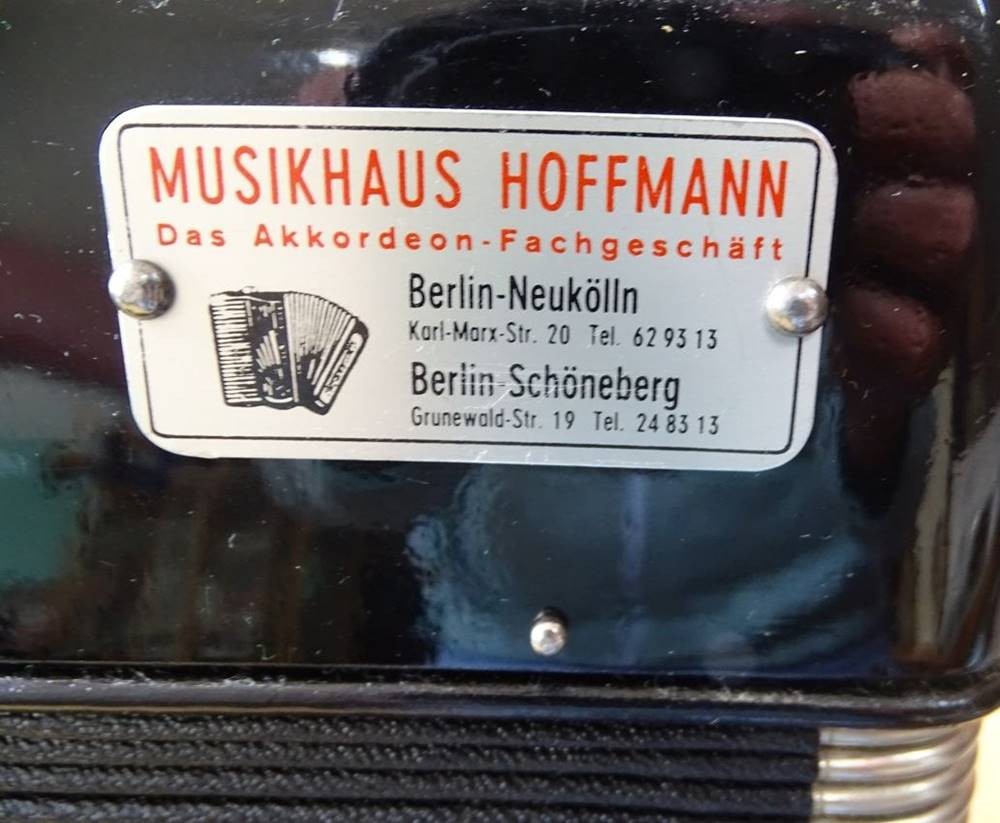 MUSIKHAUS HOFFMANN
Das Akkordeon-Fachgeschäft
Berlin-Neukölln
Karl-Marx-Str. 20 Tel. 62 93 13
Berlin-Schöneberg
Grunewald-Str. 19 Tel. 24 83 13